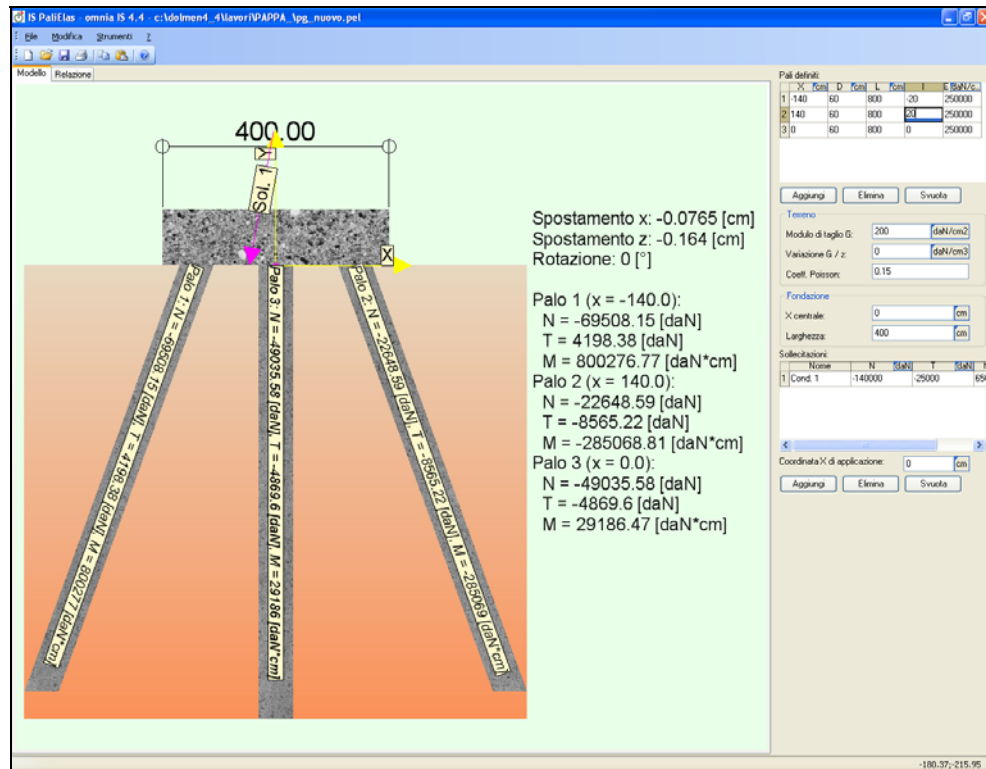 IS PaliElas - omnia IS 4.4 - c:\dolmen4_4\lavori\PAPPA_\pg_nuovo.pel
File Modifica Strumenti ?
Modello Relazione
400.00
Y
Sol. 1
X
Palo 1: N = -69508.15 [daN], T = 4198.38 [daN], M = 800277 [daN*cm]
Palo 3: N = -49035.58 [daN], T = -4869.6 [daN], M = 29186 [daN*cm]
Palo 2: N = -22648.59 [daN], T = -8565.22 [daN], M = -285069 [daN*cm]
Spostamento x: -0.0765 [cm]
Spostamento z: -0.164 [cm]
Rotazione: 0 [°]
Palo 1 (x = -140.0):
N = -69508.15 [daN]
T = 4198.38 [daN]
M = 800276.77 [daN*cm]
Palo 2 (x = 140.0):
N = -22648.59 [daN]
T = -8565.22 [daN]
M = -285068.81 [daN*cm]
Palo 3 (x = 0.0):
N = -49035.58 [daN]
T = -4869.6 [daN]
M = 29186.47 [daN*cm]
Pali definiti:
X [cm] D [cm] L [cm] I E [daN/c...
1 -140 60 800 -20 250000
2 140 60 800 20 250000
3 0 60 800 0 250000
Aggiungi Elimina Svuota
Terreno
Modulo di taglio G: 200 [daN/cm2]
Variazione G / z: 0 [daN/cm3]
Coeff. Poisson: 0.15
Fondazione
X centrale: 0 [cm]
Larghezza: 400 [cm]
Sollecitazioni:
Nome N [daN] T [daN]
1 Cond. 1 -140000 -25000
Coordinata X di applicazione: 0 [cm]
Aggiungi Elimina Svuota
-180.37;-215.95